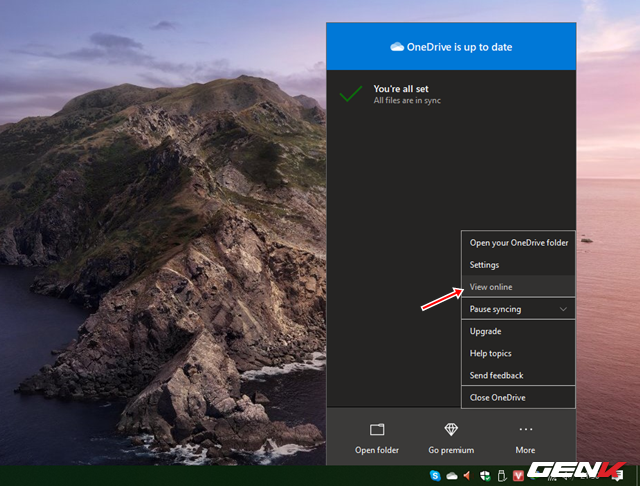 OneDrive is up to date
You're all set
All files are in sync
Open your OneDrive folder
Settings
View online
Pause syncing
Upgrade
Help topics
Send feedback
Close OneDrive
Open folder
Go premium
More
GENK